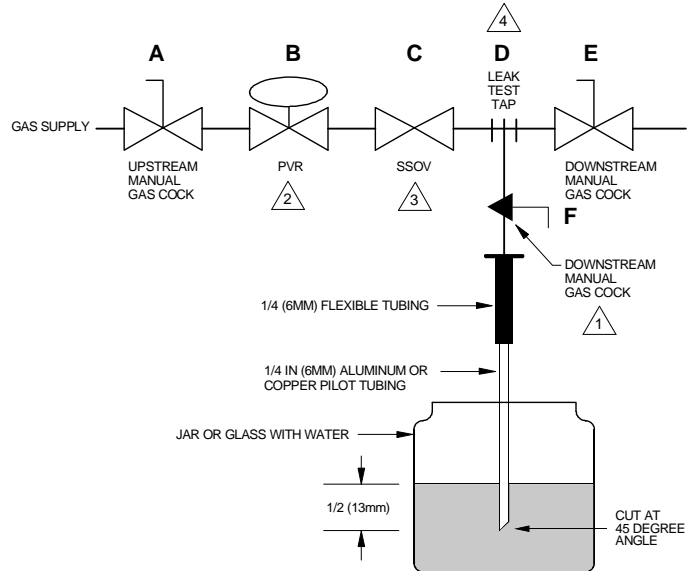 4
A
B
C
D
E
LEAK
TEST
TAP
GAS SUPPLY
UPSTREAM
MANUAL
GAS COCK
PVR
2
SSOV
3
DOWNSTREAM
MANUAL
GAS COCK
F
DOWNSTREAM
MANUAL
GAS COCK
1
1/4 (6MM) FLEXIBLE TUBING
1/4 IN (6MM) ALUMINUM OR
COPPER PILOT TUBING
JAR OR GLASS WITH WATER
1/2 (13mm)
CUT AT
45 DEGREE
ANGLE